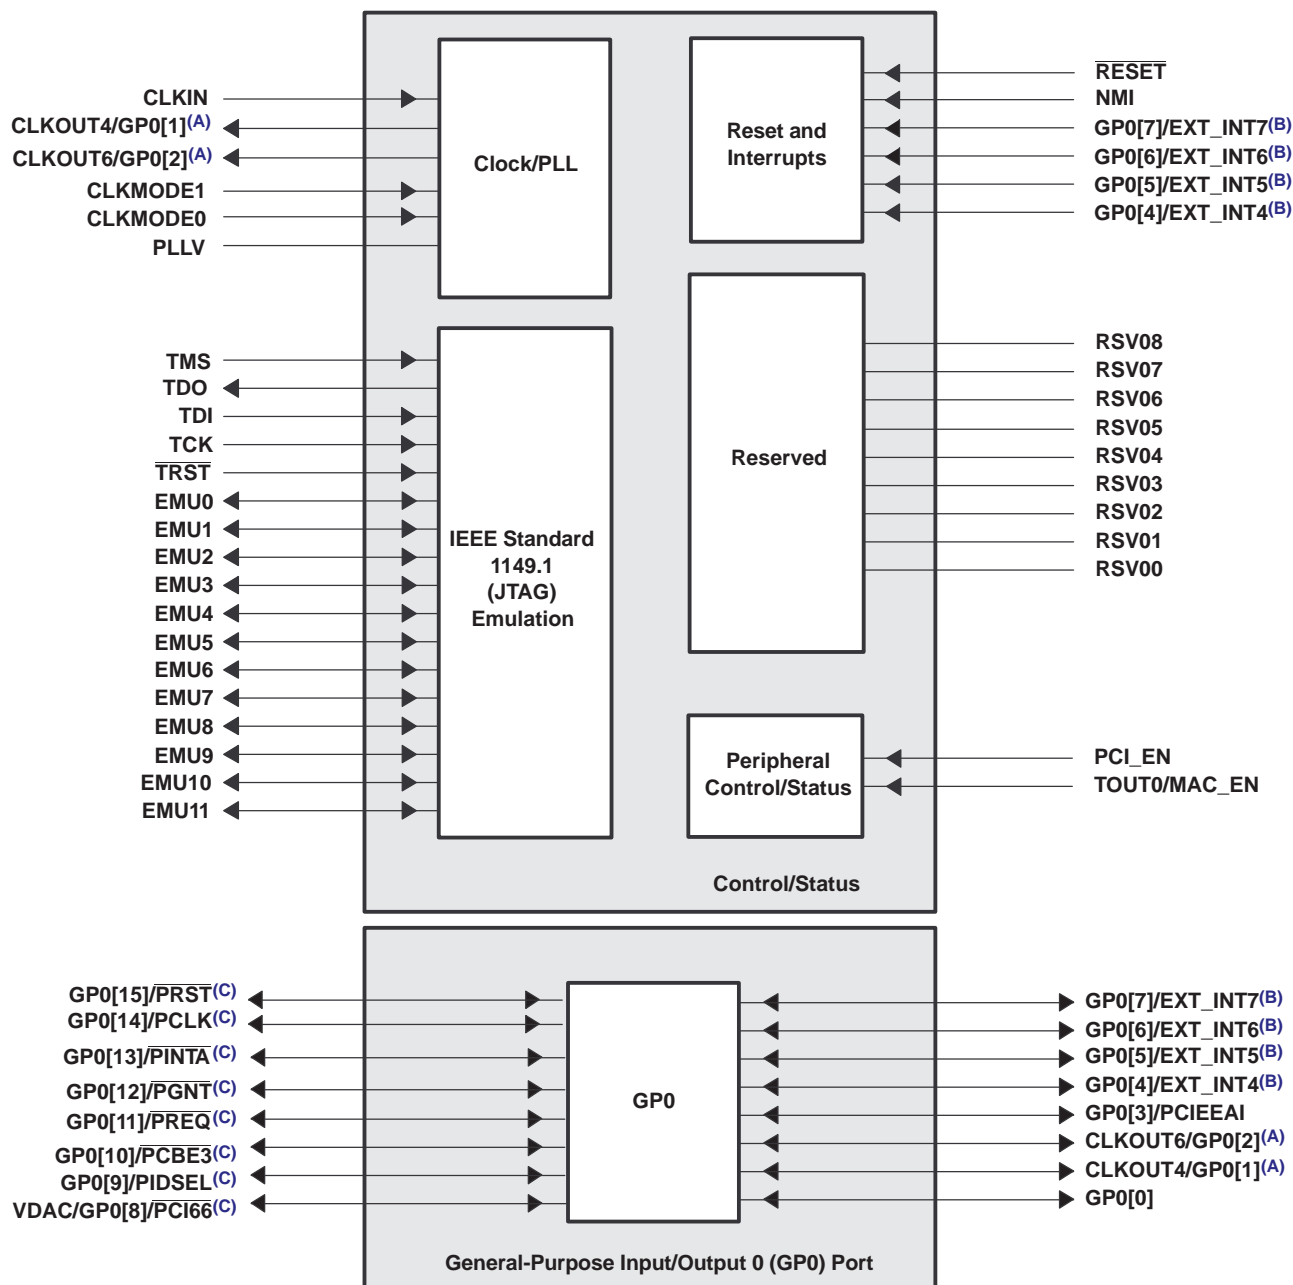 CLKIN
CLKOUT4/GP0[1](A)
CLKOUT6/GP0[2](A)
CLKMODE1
CLKMODE0
PLLV
Clock/PLL
Reset and
Interrupts
RESET
NMI
GP0[7]/EXT_INT7(B)
GP0[6]/EXT_INT6(B)
GP0[5]/EXT_INT5(B)
GP0[4]/EXT_INT4(B)
TMS
TDO
TDI
TCK
TRST
EMU0
EMU1
EMU2
EMU3
EMU4
EMU5
EMU6
EMU7
EMU8
EMU9
EMU10
EMU11
IEEE Standard
1149.1
(JTAG)
Emulation
Reserved
RSV08
RSV07
RSV06
RSV05
RSV04
RSV03
RSV02
RSV01
RSV00
Peripheral
Control/Status
PCI_EN
TOUT0/MAC_EN
Control/Status
GP0[15]/PRST(C)
GP0[14]/PCLK(C)
GP0[13]/PINTA(C)
GP0[12]/PGNT(C)
GP0[11]/PREQ(C)
GP0[10]/PCBE3(C)
GP0[9]/PIDSEL(C)
VDAC/GP0[8]/PCI66(C)
GP0
GP0[7]/EXT_INT7(B)
GP0[6]/EXT_INT6(B)
GP0[5]/EXT_INT5(B)
GP0[4]/EXT_INT4(B)
GP0[3]/PCIEEAI
CLKOUT6/GP0[2](A)
CLKOUT4/GP0[1](A)
GP0[0]
General-Purpose Input/Output 0 (GP0) Port